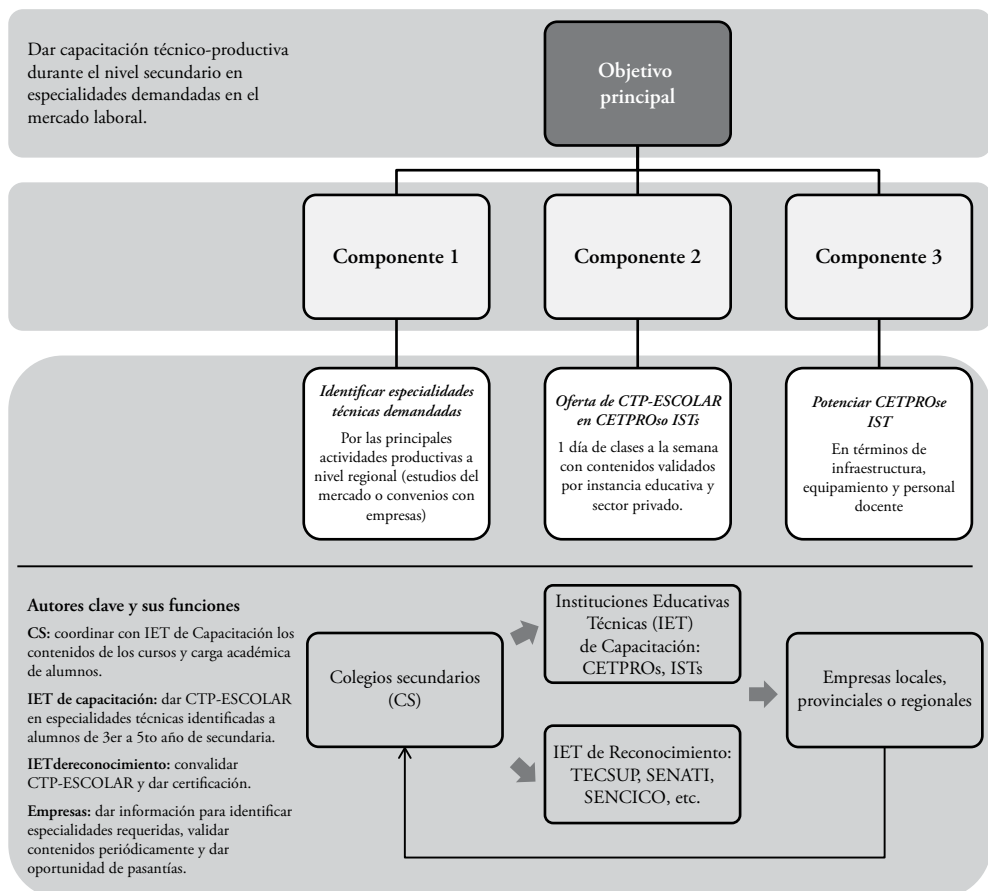 Dar capacitación técnico-productiva
durante el nivel secundario en
especialidades demandadas en el
mercado laboral.
Objetivo
principal
Componente 1
Componente 2
Componente 3
Identificar especialidades
técnicas demandadas
Por las principales
actividades productivas a
nivel regional (estudios del
mercado o convenios con
empresas)
Oferta de CTP-ESCOLAR
en CETPROso ISTs
1 día de clases a la semana
con contenidos validados
por instancia educativa y
sector privado.
Potenciar CETPROse
IST
En términos de
infraestructura,
equipamiento y personal
docente
Autores clave y sus funciones
CS: coordinar con IET de Capacitación los
contenidos de los cursos y carga académica
de alumnos.
IET de capacitación: dar CTP-ESCOLAR
en especialidades técnicas identificadas a
alumnos de 3er a 5to año de secundaria.
IETdereconocimiento: convalidar
CTP-ESCOLAR y dar certificación.
Empresas: dar información para identificar
especialidades requeridas, validar
contenidos periódicamente y dar
oportunidad de pasantías.
Colegios secundarios
(CS)
Instituciones Educativas
Técnicas (IET)
de Capacitación:
CETPROs, ISTs
IET de Reconocimiento:
TECSUP, SENATI,
SENCICO, etc.
Empresas locales,
provinciales o regionales